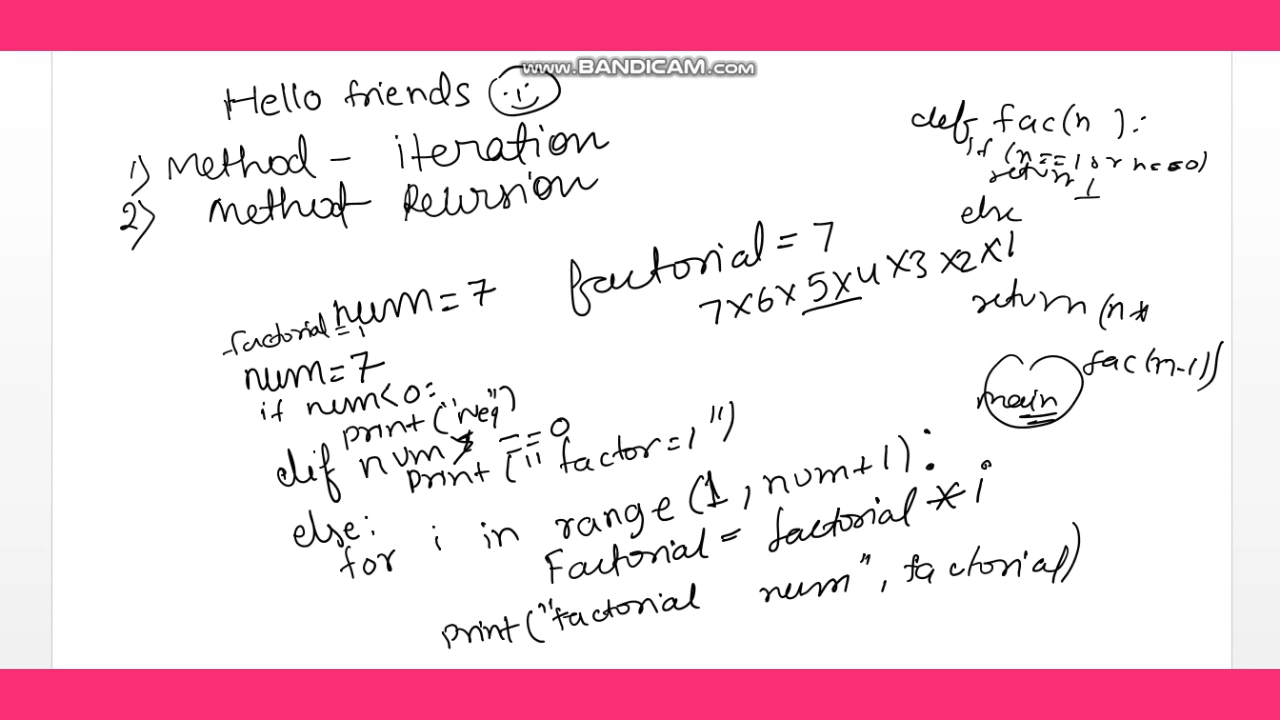 www.BANDICAM.com
Hello friends
1) Method - iteration
2) Method Recursion
num = 7
factorial = 7
7x6x5x4x3x2x1
factorial = 1
num = 7
if num < 0:
print ("Neg")
elif num == 0
print (" factor = 1 ")
else:
for i in range (1, num+1):
Factorial = factorial * i
print ("factorial num", factorial)
def fac(n ):
if (n==1 or n==0)
return 1
else
return (n*
fac(n-1))
main